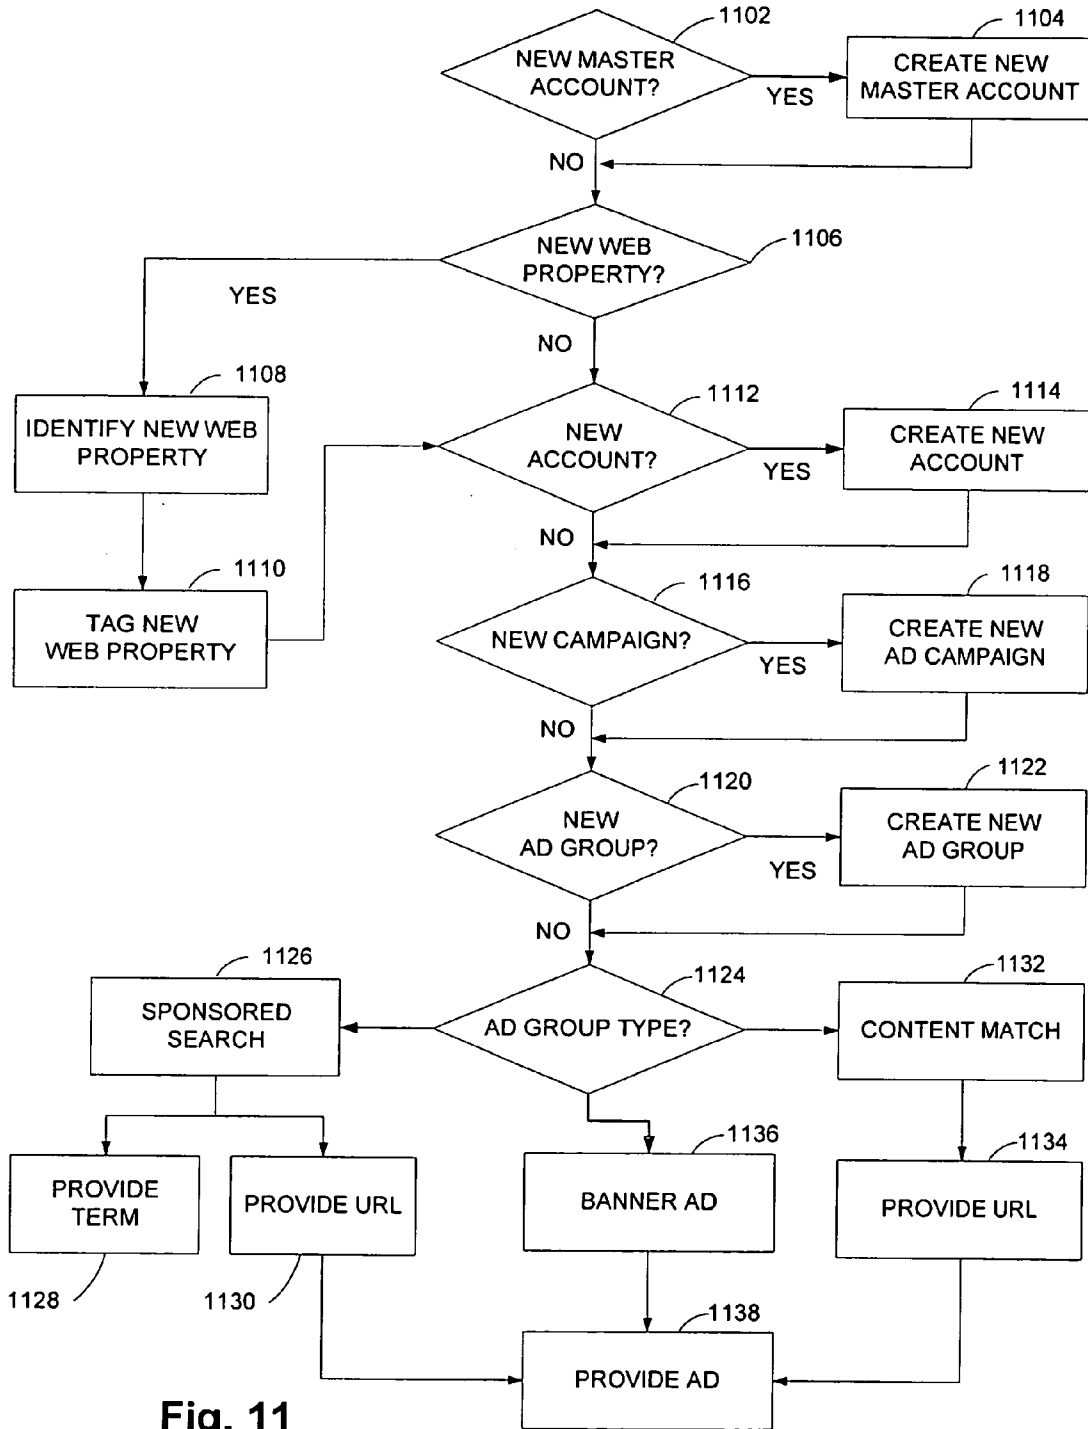 1102
1104
NEW MASTER
ACCOUNT?
YES
CREATE NEW
MASTER ACCOUNT
NO
1106
NEW WEB
PROPERTY?
YES
NO
1108
IDENTIFY NEW WEB
PROPERTY
1112
NEW
ACCOUNT?
YES
1114
CREATE NEW
ACCOUNT
NO
1110
TAG NEW
WEB PROPERTY
1116
NEW CAMPAIGN?
YES
1118
CREATE NEW
AD CAMPAIGN
NO
1120
NEW
AD GROUP?
YES
1122
CREATE NEW
AD GROUP
NO
1124
AD GROUP TYPE?
1126
SPONSORED
SEARCH
1132
CONTENT MATCH
PROVIDE
TERM
1128
PROVIDE URL
1130
1136
BANNER AD
1134
PROVIDE URL
1138
PROVIDE AD
Fig. 11